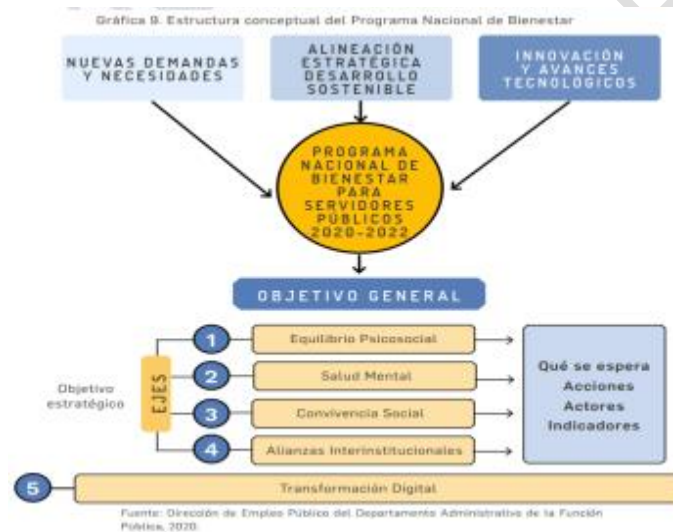 Gráfica 9. Estructura conceptual del Programa Nacional de Bienestar
NUEVAS DEMANDAS
Y NECESIDADES
ALINEACIÓN
ESTRATÉGICA
DESARROLLO
SOSTENIBLE
INNOVACIÓN
Y AVANCES
TECNOLÓGICOS
PROGRAMA
NACIONAL DE
BIENESTAR
PARA
SERVIDORES
PÚBLICOS
2020-2022
OBJETIVO GENERAL
Objetivo
estratégico
EJES
1
Equilibrio Psicosocial
2
Salud Mental
3
Convivencia Social
4
Alianzas Interinstitucionales
Qué se espera
Acciones
Actores
Indicadores
5
Transformación Digital
Fuente: Dirección de Empleo Público del Departamento Administrativo de la Función
Pública, 2020.